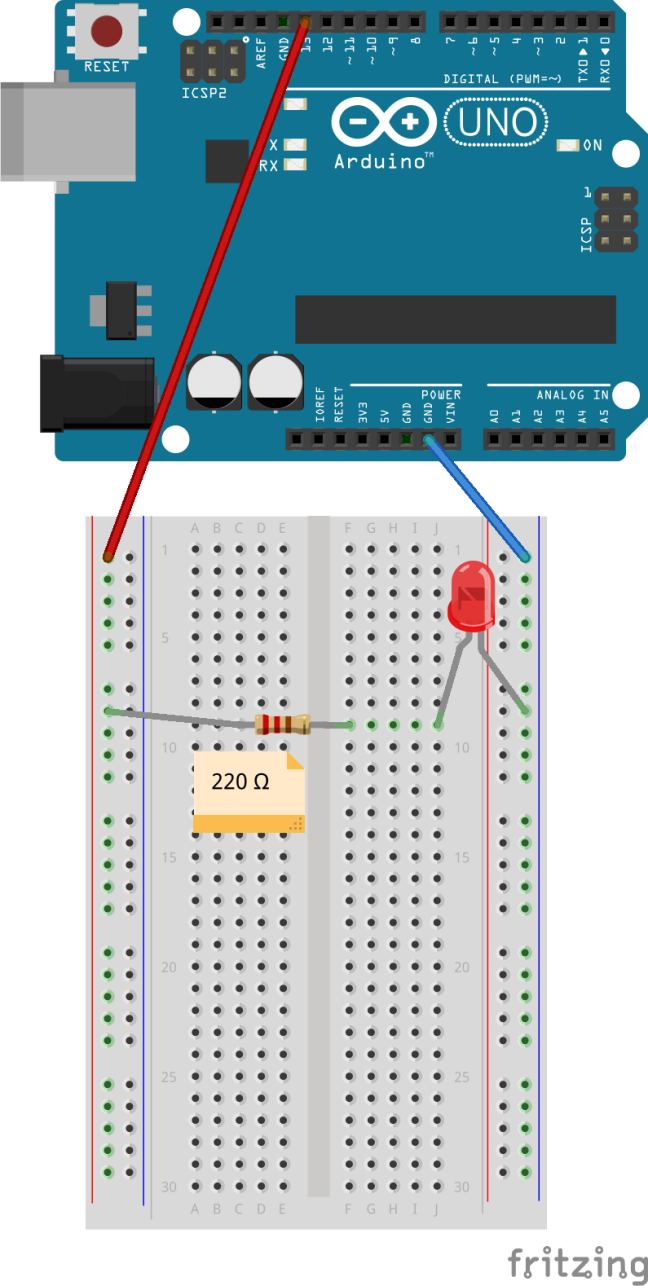 RESET
ICSP2
AREF
GND
13
12
~11
~10
~9
8
7
~6
~5
4
~3
2
TX0▶1
RX0◀0
DIGITAL (PWM=~)
X
RX
Arduino™
UNO
ON
1
ICSP
IOREF
RESET
3V3
5V
GND
GND
VIN
POWER
ANALOG IN
A0
A1
A2
A3
A4
A5
A B C D E F G H I J
1 1
5 5
10 10
220 Ω
15 15
20 20
25 25
30 30
A B C D E F G H I J
fritzing